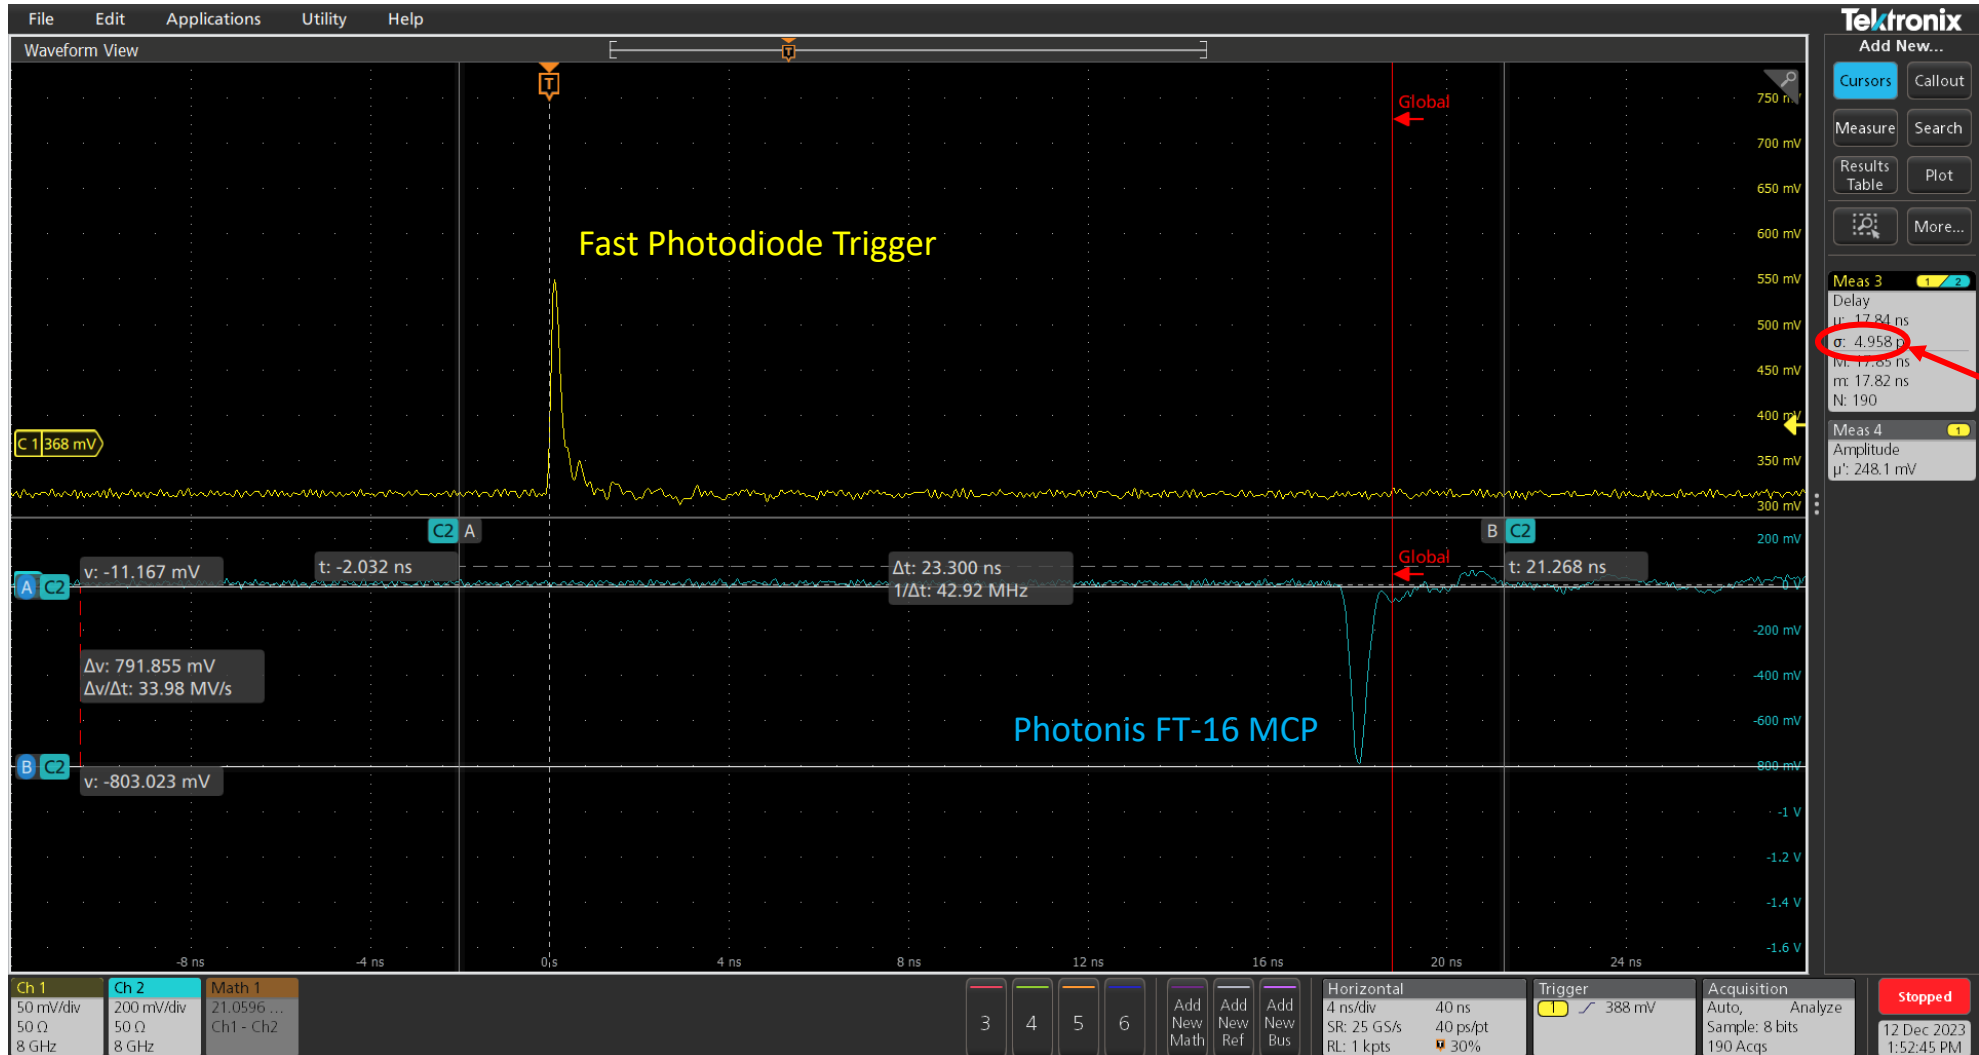 File Edit Applications Utility Help
Tektronix
Waveform View
Add New...
Cursors Callout
Measure Search
Results Table Plot
More...
T
T
Global
750 mV
700 mV
650 mV
600 mV
550 mV
500 mV
450 mV
400 mV
350 mV
300 mV
Fast Photodiode Trigger
C 1 368 mV
Meas 3 1 2
Delay
µ: 17.84 ns
σ: 4.958 p
M: 17.85 ns
m: 17.82 ns
N: 190
Meas 4 1
Amplitude
µ': 248.1 mV
C2 A
B C2
200 mV
Global
v: -11.167 mV
t: -2.032 ns
Δt: 23.300 ns
1/Δt: 42.92 MHz
t: 21.268 ns
A C2
0 V
-200 mV
Δv: 791.855 mV
Δv/Δt: 33.98 MV/s
-400 mV
Photonis FT-16 MCP
-600 mV
B C2
-800 mV
v: -803.023 mV
-1 V
-1.2 V
-1.4 V
-1.6 V
-8 ns -4 ns 0 s 4 ns 8 ns 12 ns 16 ns 20 ns 24 ns
Ch 1
50 mV/div
50 Ω
8 GHz
Ch 2
200 mV/div
50 Ω
8 GHz
Math 1
21.0596 ...
Ch1 - Ch2
3 4 5 6
Add New Math
Add New Ref
Add New Bus
Horizontal
4 ns/div 40 ns
SR: 25 GS/s 40 ps/pt
RL: 1 kpts 30%
Trigger
1 388 mV
Acquisition
Auto, Analyze
Sample: 8 bits
190 Acqs
Stopped
12 Dec 2023
1:52:45 PM